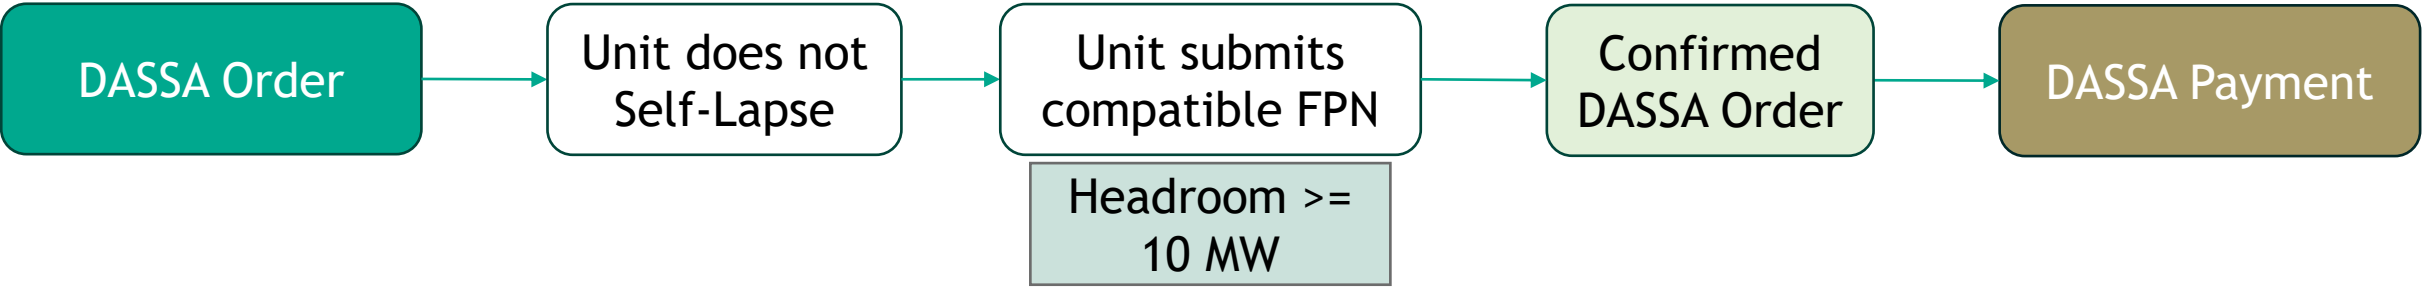 DASSA Order
Unit does not
Self-Lapse
Unit submits
compatible FPN
Headroom >=
10 MW
Confirmed
DASSA Order
DASSA Payment